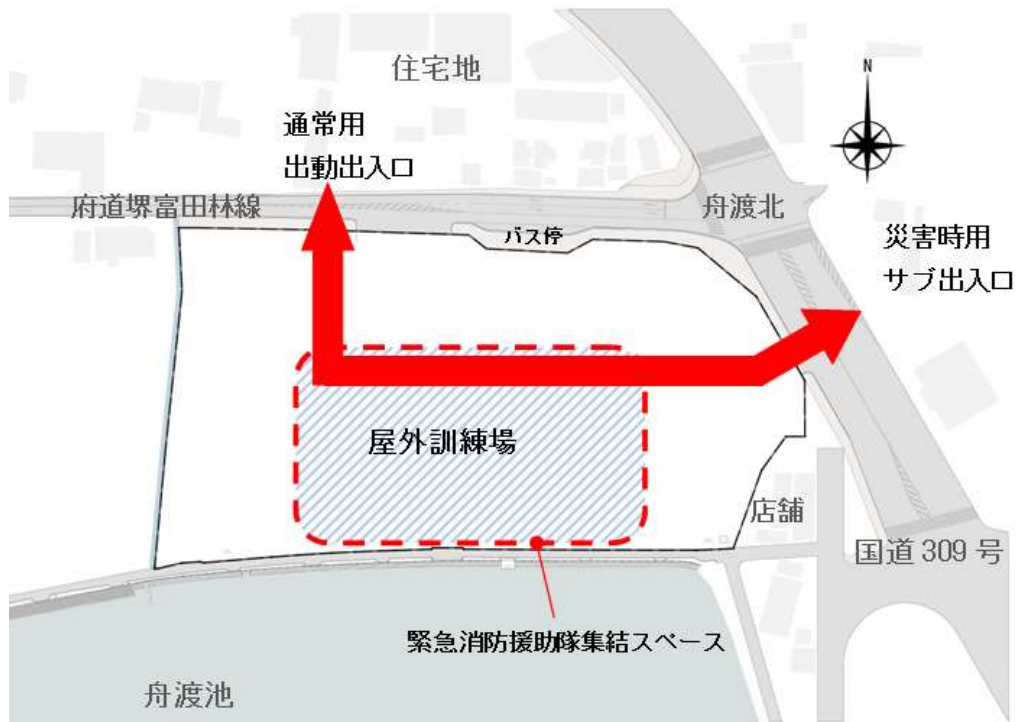 住宅地
N
通常用
出動出入口
府道堺富田林線
舟渡北
バス停
災害時用
サブ出入口
屋外訓練場
店舗
国道309号
緊急消防援助隊集結スペース
舟渡池